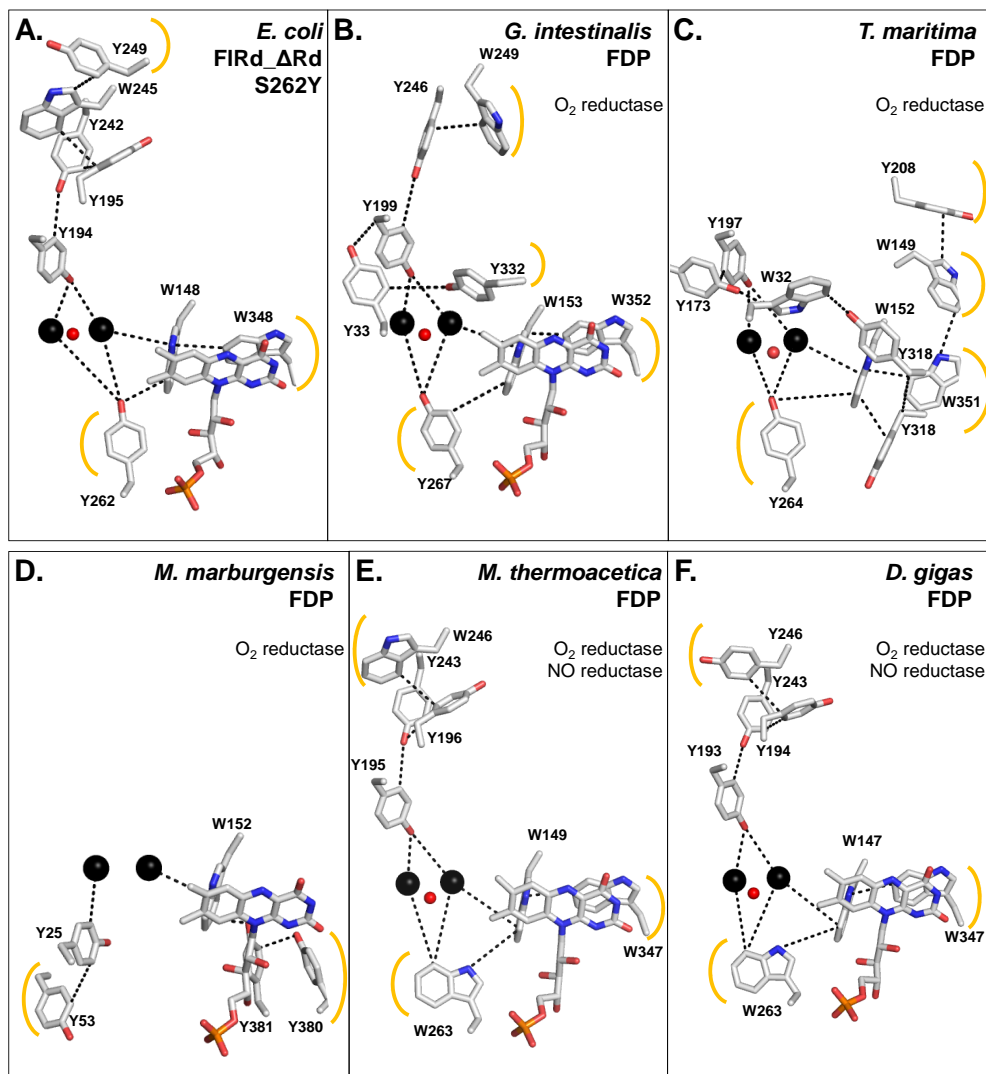 A.
E. coli
FlRd_ΔRd
S262Y
Y249
W245
Y242
Y195
Y194
W148
W348
Y262
B.
G. intestinalis
FDP
O2 reductase
W249
Y246
Y199
Y332
Y33
W153
W352
Y267
C.
T. maritima
FDP
O2 reductase
Y208
Y197
W149
W32
Y173
W152
Y318
W351
Y318
Y264
D.
M. marburgensis
FDP
O2 reductase
W152
Y25
Y53
Y381
Y380
E.
M. thermoacetica
FDP
O2 reductase
NO reductase
W246
Y243
Y196
Y195
W149
W347
W263
F.
D. gigas
FDP
O2 reductase
NO reductase
Y246
Y243
Y194
Y193
W147
W347
W263